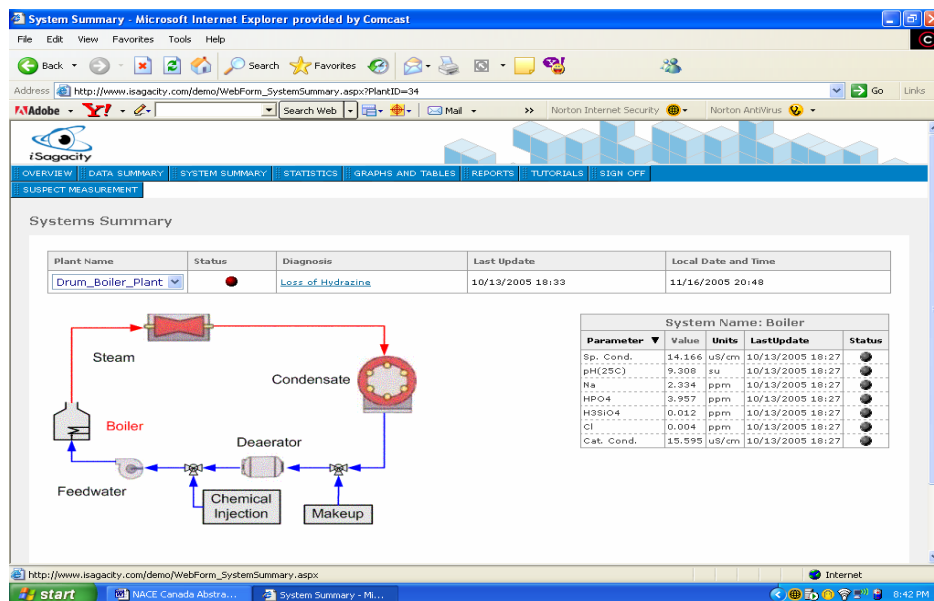 System Summary - Microsoft Internet Explorer provided by Comcast
File Edit View Favorites Tools Help
Back Search Favorites
Address http://www.isagacity.com/demo/WebForm_SystemSummary.aspx?PlantID=34 Go Links
Adobe Y! Search Web Mail >> Norton Internet Security Norton AntiVirus
iSagacity
OVERVIEW DATA SUMMARY SYSTEM SUMMARY STATISTICS GRAPHS AND TABLES REPORTS TUTORIALS SIGN OFF
SUSPECT MEASUREMENT
Systems Summary
Plant Name Status Diagnosis Last Update Local Date and Time
Drum_Boiler_Plant Loss of Hydrazine 10/13/2005 18:33 11/16/2005 20:48
Steam
Condensate
Boiler
Deaerator
Feedwater
Chemical
Injection
Makeup
System Name: Boiler
Parameter ▼ Value Units LastUpdate Status
Sp. Cond. 14.166 uS/cm 10/13/2005 18:27
pH(25C) 9.308 su 10/13/2005 18:27
Na 2.334 ppm 10/13/2005 18:27
HPO4 3.957 ppm 10/13/2005 18:27
H3SiO4 0.012 ppm 10/13/2005 18:27
Cl 0.004 ppm 10/13/2005 18:27
Cat. Cond. 15.595 uS/cm 10/13/2005 18:27
http://www.isagacity.com/demo/WebForm_SystemSummary.aspx Internet
start NACE Canada Abstra... System Summary - Mi... 8:42 PM